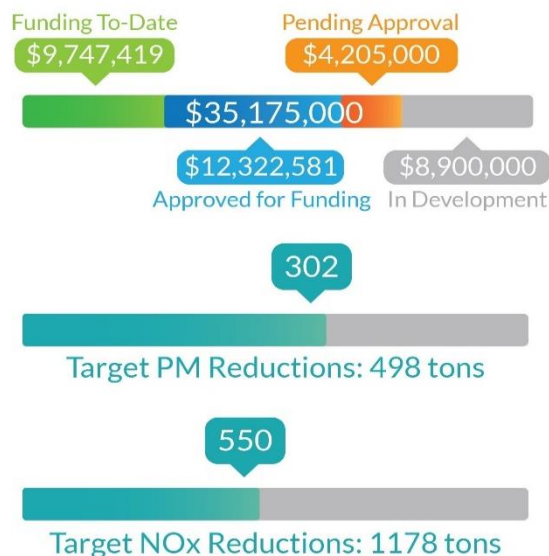 Funding To-Date
$9,747,419
Pending Approval
$4,205,000
$35,175,000
$12,322,581
Approved for Funding
$8,900,000
In Development
302
Target PM Reductions: 498 tons
550
Target NOx Reductions: 1178 tons